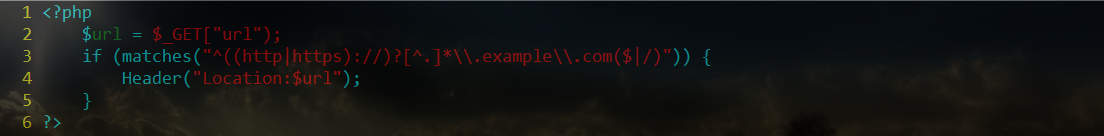 1 <?php
2     $url = $_GET["url");
3     if (matches("^((http|https)://)?[^.]*\\.example\\.com($|/)")) {
4         Header("Location:$url");
5     }
6 ?>